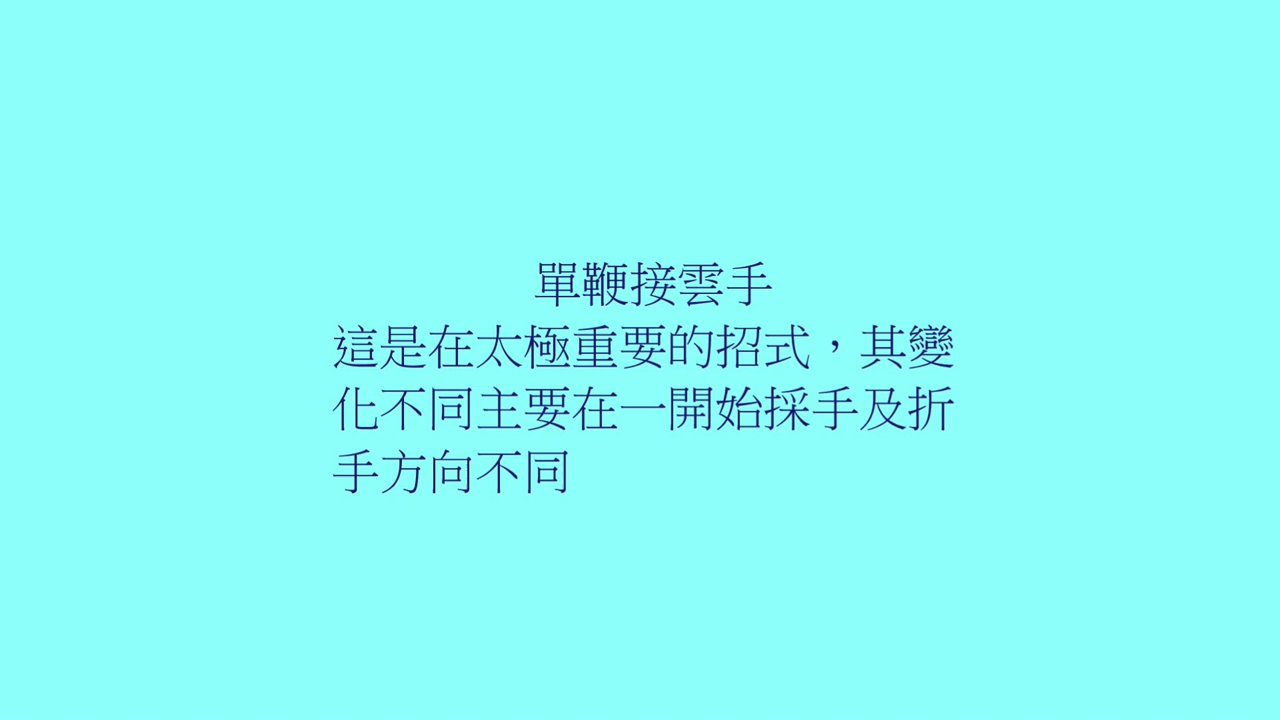 單鞭接雲手
這是在太極重要的招式，其變
化不同主要在一開始採手及折
手方向不同